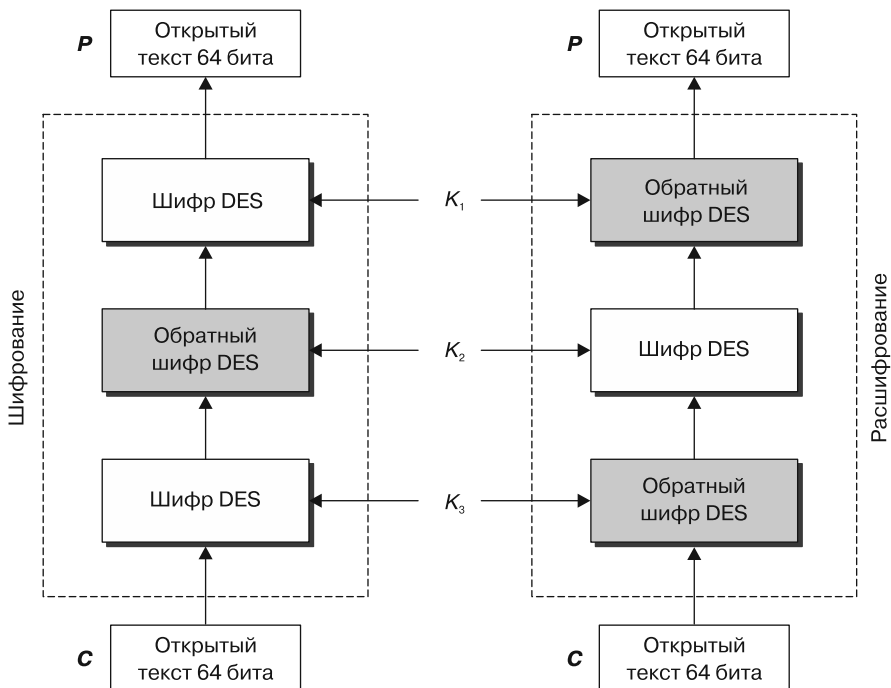 P
Открытый
текст 64 бита
P
Открытый
текст 64 бита
Шифрование
Шифр DES
K₁
Обратный
шифр DES
Обратный
шифр DES
K₂
Шифр DES
Шифр DES
K₃
Обратный
шифр DES
Расшифрование
C
Открытый
текст 64 бита
C
Открытый
текст 64 бита